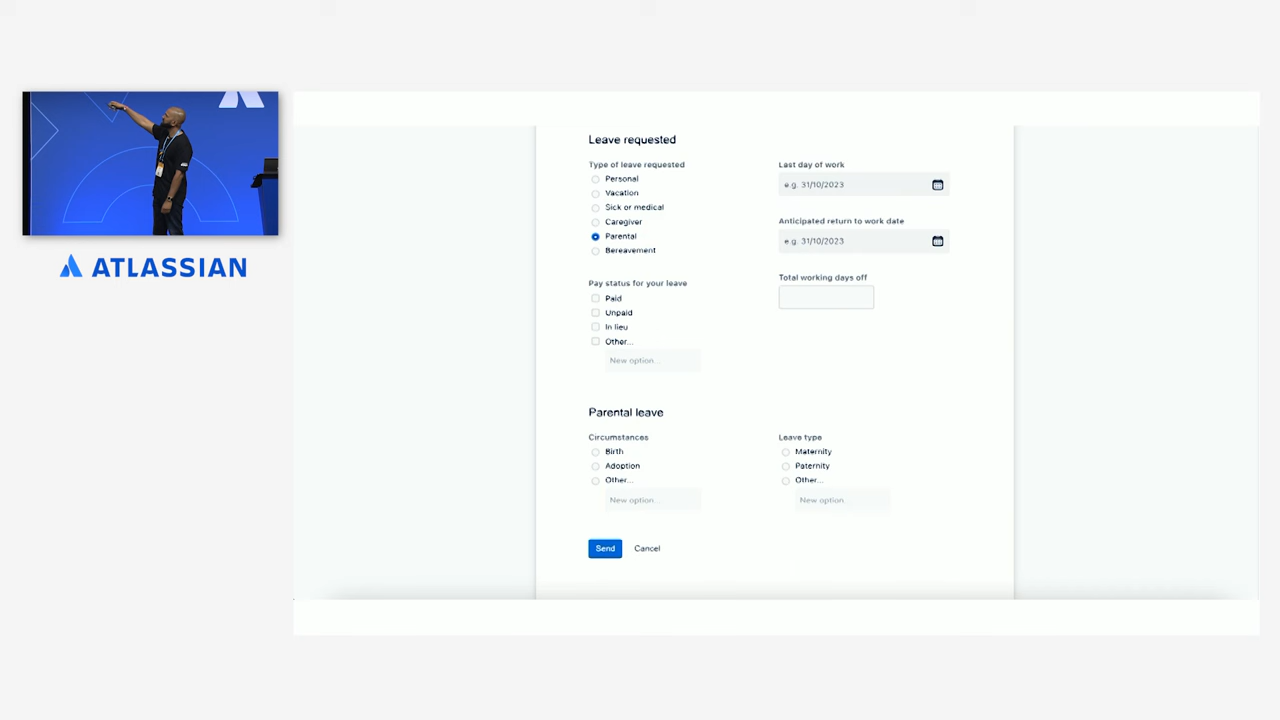 ATLASSIAN
Leave requested
Type of leave requested
Personal
Vacation
Sick or medical
Caregiver
Parental
Bereavement
Last day of work
e.g. 31/10/2023
Anticipated return to work date
e.g. 31/10/2023
Total working days off
Pay status for your leave
Paid
Unpaid
In lieu
Other...
New option...
Parental leave
Circumstances
Birth
Adoption
Other...
New option...
Leave type
Maternity
Paternity
Other...
New option
Send
Cancel